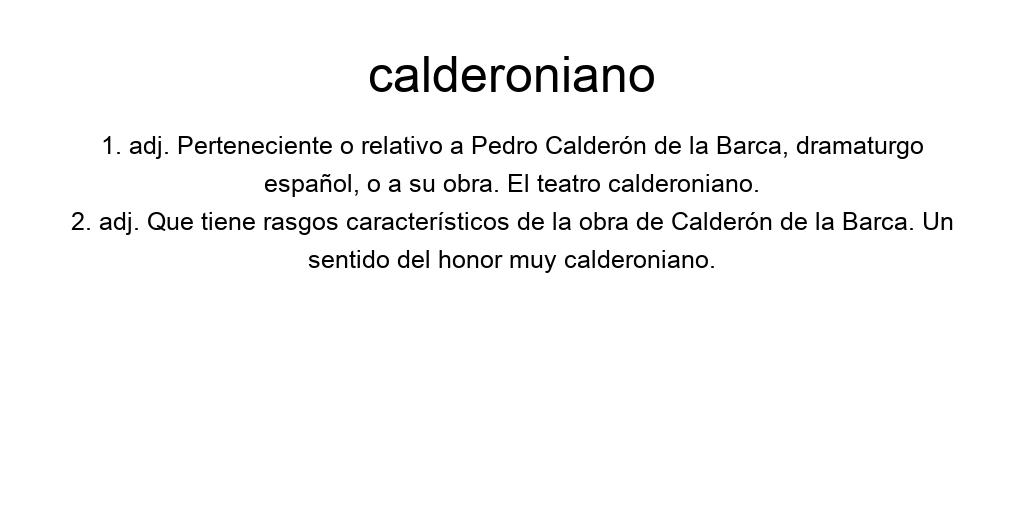 calderoniano
1. adj. Perteneciente o relativo a Pedro Calderón de la Barca, dramaturgo
español, o a su obra. El teatro calderoniano.
2. adj. Que tiene rasgos característicos de la obra de Calderón de la Barca. Un
sentido del honor muy calderoniano.